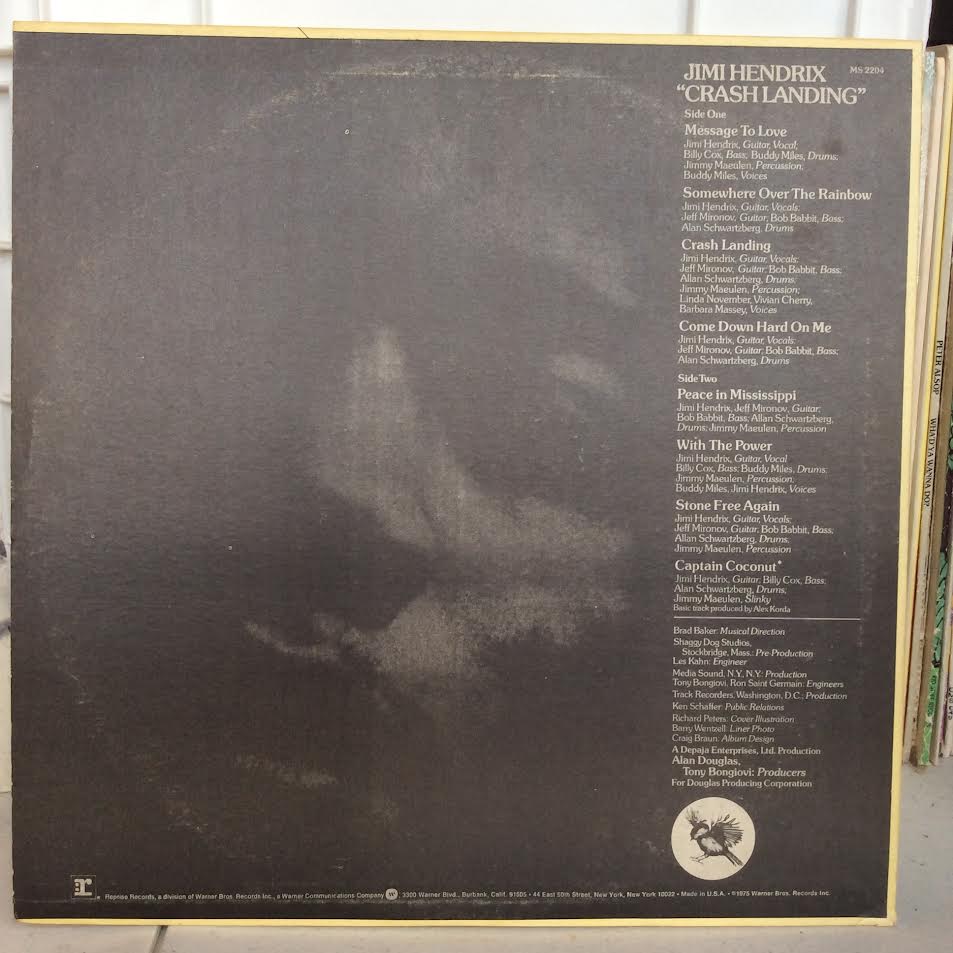 JIMI HENDRIX
MS 2204
"CRASH LANDING"
Side One
Message To Love
Jimi Hendrix, Guitar, Vocal;
Billy Cox, Bass; Buddy Miles, Drums;
Jimmy Maeulen, Percussion;
Buddy Miles, Voices
Somewhere Over The Rainbow
Jimi Hendrix, Guitar, Vocals;
Jeff Mironov, Guitar; Bob Babbit, Bass;
Alan Schwartzberg, Drums
Crash Landing
Jimi Hendrix, Guitar, Vocals;
Jeff Mironov, Guitar; Bob Babbit, Bass;
Allan Schwartzberg, Drums;
Jimmy Maeulen, Percussion;
Linda November, Vivian Cherry,
Barbara Massey, Voices
Come Down Hard On Me
Jimi Hendrix, Guitar, Vocals;
Jeff Mironov, Guitar; Bob Babbitt, Bass;
Alan Schwartzberg, Drums
Side Two
Peace in Mississippi
Jimi Hendrix, Jeff Mironov, Guitar;
Bob Babbit, Bass; Allan Schwartzberg,
Drums; Jimmy Maeulen, Percussion
With The Power
Jimi Hendrix, Guitar, Vocal
Billy Cox, Bass; Buddy Miles, Drums;
Jimmy Maeulen, Percussion;
Buddy Miles, Jimi Hendrix, Voices
Stone Free Again
Jimi Hendrix, Guitar, Vocals;
Jeff Mironov, Guitar; Bob Babbitt, Bass;
Allan Schwartzberg, Drums;
Jimmy Maeulen, Percussion
Captain Coconut*
Jimi Hendrix, Guitar; Billy Cox, Bass;
Alan Schwartzberg, Drums;
Jimmy Maeulen, Slinky
Basic track produced by Alex Korda
Brad Baker: Musical Direction
Shaggy Dog Studios,
Stockbridge, Mass.: Pre Production
Les Kahn: Engineer
Media Sound, N.Y., N.Y.: Production
Tony Bongiovi, Ron Saint Germain: Engineers
Track Recorders, Washington, D.C.; Production
Ken Schaffer: Public Relations
Richard Peters: Cover Illustration
Barry Wentzell: Liner Photo
Craig Braun: Album Design
A Depaja Enterprises, Ltd. Production
Alan Douglas,
Tony Bongiovi: Producers
For Douglas Producing Corporation
r
Reprise Records, a division of Warner Bros. Records Inc., a Warner Communications Company W 3300 Warner Blvd., Burbank, Calif. 91505 • 44 East 50th Street, New York, New York 10022 • Made in U.S.A. • ©1975 Warner Bros. Records Inc.
PETER ALSOP WHAT'D'YA WANNA DO?